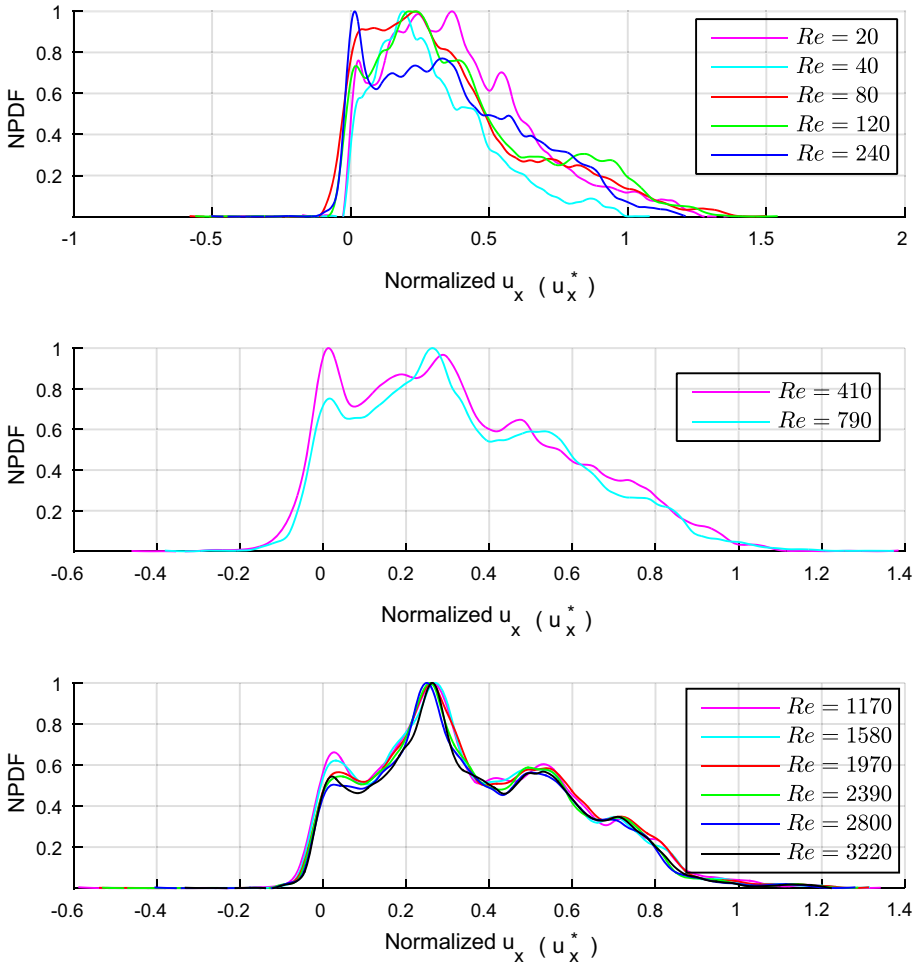 1
0.8
0.6
0.4
0.2
NPDF
Re = 20
Re = 40
Re = 80
Re = 120
Re = 240
-1 -0.5 0 0.5 1 1.5 2
Normalized u_x ( u_x^* )
1
0.8
0.6
0.4
0.2
NPDF
Re = 410
Re = 790
-0.6 -0.4 -0.2 0 0.2 0.4 0.6 0.8 1 1.2 1.4
Normalized u_x ( u_x^* )
1
0.8
0.6
0.4
0.2
NPDF
Re = 1170
Re = 1580
Re = 1970
Re = 2390
Re = 2800
Re = 3220
-0.6 -0.4 -0.2 0 0.2 0.4 0.6 0.8 1 1.2 1.4
Normalized u_x ( u_x^* )